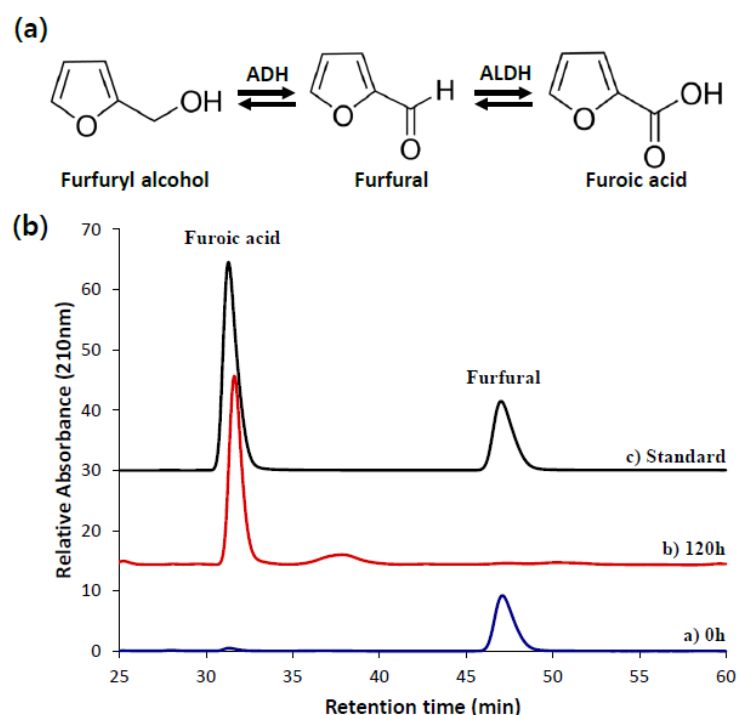 (a)
ADH
ALDH
O
OH
O
H
O
O
OH
O
Furfuryl alcohol
Furfural
Furoic acid
(b)
70
60
50
40
30
20
10
0
Relative Absorbance (210nm)
Furoic acid
Furfural
c) Standard
b) 120h
a) 0h
25
30
35
40
45
50
55
60
Retention time (min)